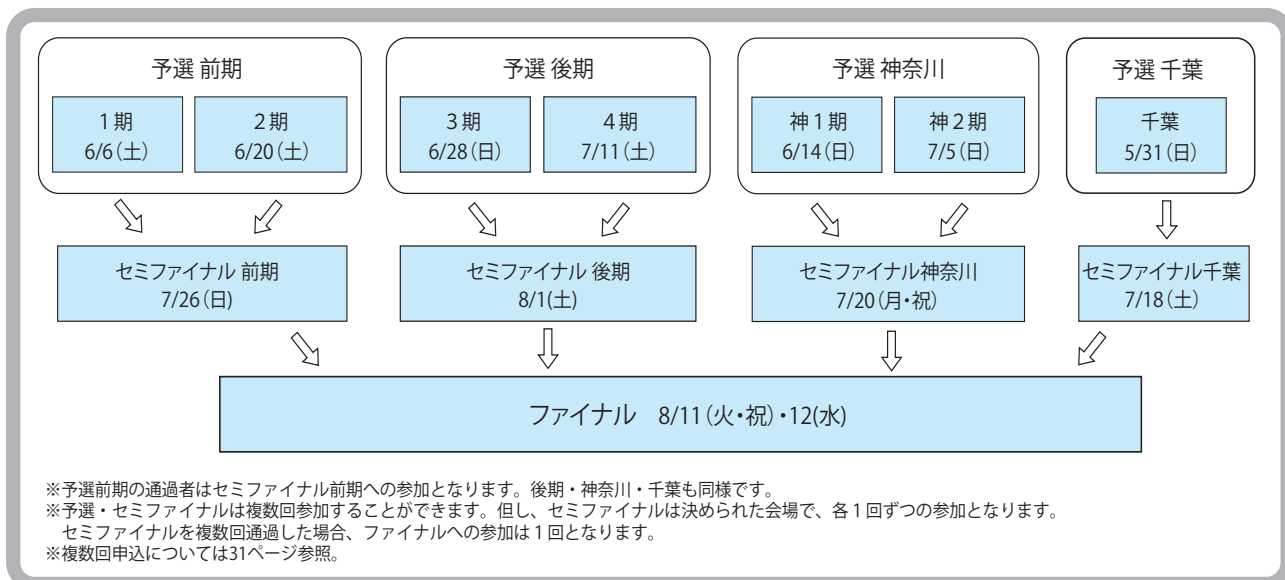 予選 前期
1期
6/6(土)
2期
6/20(土)
予選 後期
3期
6/28(日)
4期
7/11(土)
予選 神奈川
神1期
6/14(日)
神2期
7/5(日)
予選 千葉
千葉
5/31(日)
セミファイナル 前期
7/26(日)
セミファイナル 後期
8/1(土)
セミファイナル神奈川
7/20(月・祝)
セミファイナル千葉
7/18(土)
ファイナル 8/11(火・祝)・12(水)
※予選前期の通過者はセミファイナル前期への参加となります。後期・神奈川・千葉も同様です。
※予選・セミファイナルは複数回参加することができます。但し、セミファイナルは決められた会場で、各1回ずつの参加となります。
セミファイナルを複数回通過した場合、ファイナルへの参加は1回となります。
※複数回申込については31ページ参照。